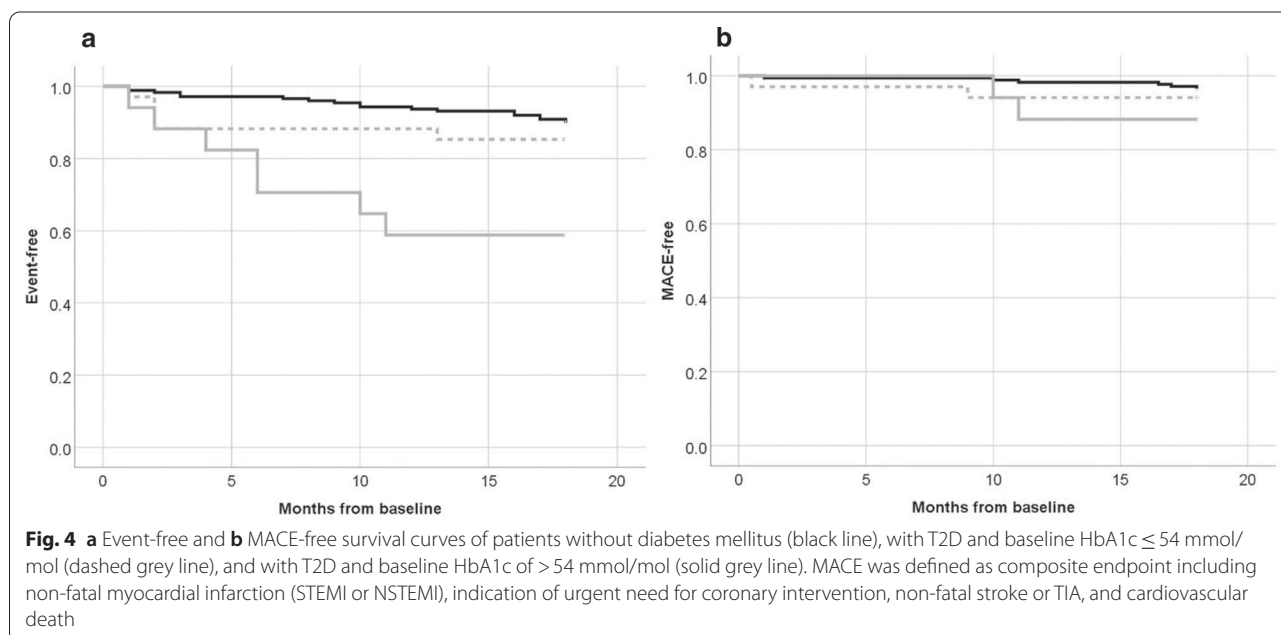 a
Event-free
1.0
0.8
0.6
0.4
0.2
0.0
0 5 10 15 20
Months from baseline
b
MACE-free
1.0
0.8
0.6
0.4
0.2
0.0
0 5 10 15 20
Months from baseline
Fig. 4 a Event-free and b MACE-free survival curves of patients without diabetes mellitus (black line), with T2D and baseline HbA1c ≤ 54 mmol/
mol (dashed grey line), and with T2D and baseline HbA1c of > 54 mmol/mol (solid grey line). MACE was defined as composite endpoint including
non-fatal myocardial infarction (STEMI or NSTEMI), indication of urgent need for coronary intervention, non-fatal stroke or TIA, and cardiovascular
death